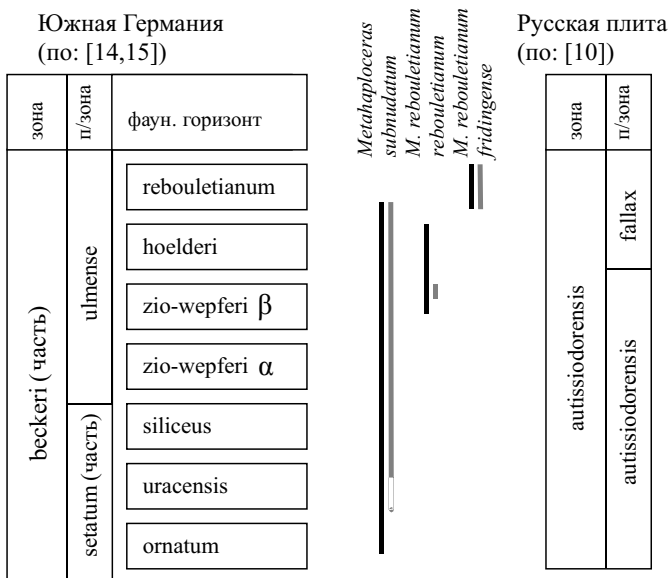 Южная Германия
(по: [14,15])
Русская плита
(по: [10])
зона
п/зона
фаун. горизонт
Metahaploceras
subnudatum
M. rebouletianum
rebouletianum
M. rebouletianum
fridingense
зона
п/зона
beckeri (часть)
ulmense
setatum (часть)
rebouletianum
hoelderi
zio-wepferi β
zio-wepferi α
siliceus
uracensis
ornatum
?
autissiodorensis
fallax
autissiodorensis